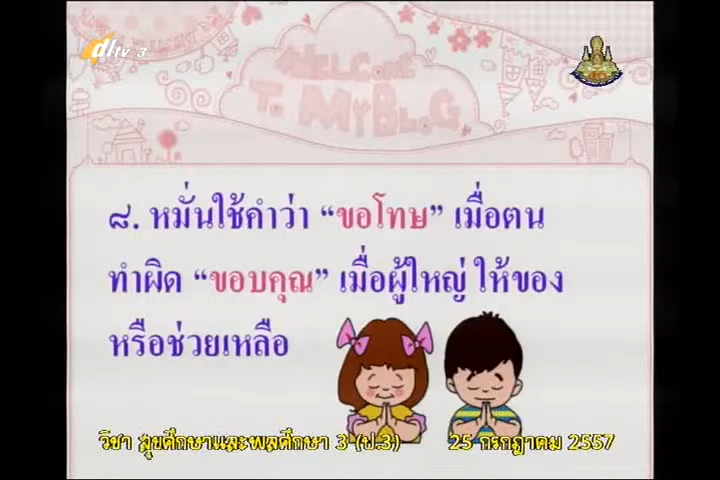 dltv 3
WELCOME
To MY BLOG
๘. หมั่นใช้คำว่า “ขอโทษ” เมื่อตน
ทำผิด “ขอบคุณ” เมื่อผู้ใหญ่ ให้ของ
หรือช่วยเหลือ
วิชา สุขศึกษาและพลศึกษา 3 (ป.3) 25 กรกฎาคม 2557